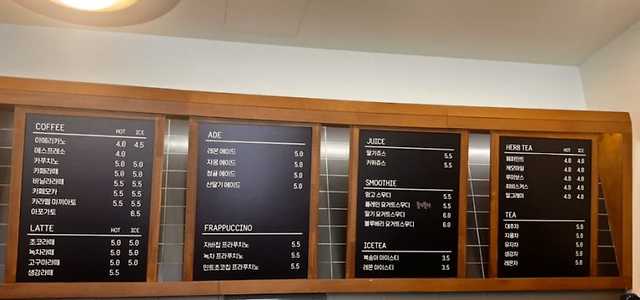 COFFEE HOT ICE
아메리카노 4.0 4.5
에스프레소 4.0
카푸치노 5.0 5.0
카페라떼 5.0 5.0
바닐라라떼 5.5 5.5
카페모카 5.5 5.5
카라멜 마끼아또 5.5 5.5
아포가토 6.5
LATTE HOT ICE
초코라떼 5.0 5.0
녹차라떼 5.0 5.0
고구마라떼 5.0 5.0
생강라떼 5.5
ADE
레몬 에이드 5.0
자몽 에이드 5.0
청귤 에이드 5.0
산딸기 에이드 5.0
FRAPPUCCINO
자바칩 프라푸치노 5.5
녹차 프라푸치노 5.5
민트초코칩 프라푸치노 5.5
JUICE
딸기쥬스 5.5
키위쥬스 5.5
SMOOTHIE
망고 스무디 5.5
플레인 요거트스무디 5.5
딸기 요거트스무디 6.0
블루베리 요거트스무디 6.0
ICETEA
복숭아 아이스티 3.5
레몬 아이스티 3.5
HERB TEA HOT ICE
페퍼민트 4.0 4.0
캐모마일 4.0 4.0
루이보스 4.0 4.0
히비스커스 4.0 4.0
얼그레이 4.0 4.0
TEA
대추차 5.5
자몽차 5.5
유자차 5.5
생강차 5.5
레몬차 5.5